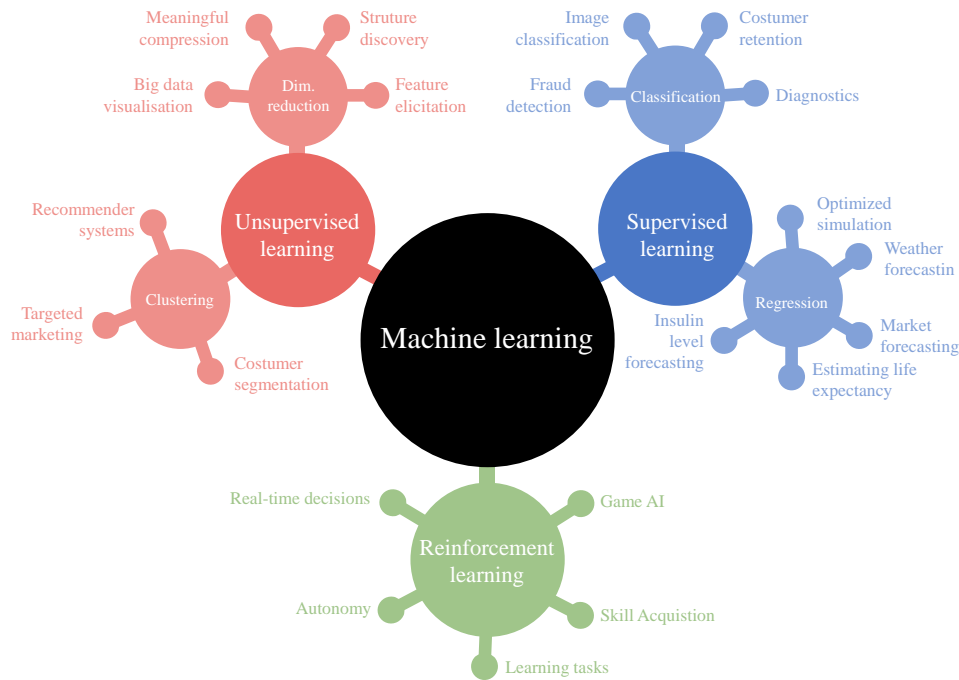 Meaningful
compression
Struture
discovery
Big data
visualisation
Dim.
reduction
Feature
elicitation
Image
classification
Costumer
retention
Fraud
detection
Classification
Diagnostics
Unsupervised
learning
Supervised
learning
Recommender
systems
Clustering
Targeted
marketing
Costumer
segmentation
Optimized
simulation
Weather
forecastin
Regression
Insulin
level
forecasting
Market
forecasting
Estimating life
expectancy
Machine learning
Real-time decisions
Game AI
Reinforcement
learning
Autonomy
Skill Acquistion
Learning tasks